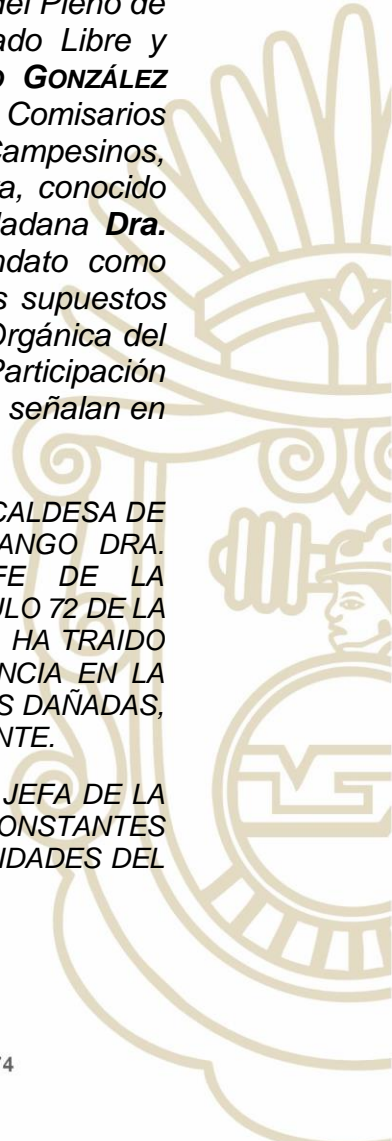 del Pleno de
ado Libre y
O GONZÁLEZ
Comisarios
Campesinos,
ra, conocido
dadana Dra.
ndato como
s supuestos
Orgánica del
Participación
señalan en
CALDESA DE
ANGO DRA.
FE DE LA
ULO 72 DE LA
HA TRAIDO
NCIA EN LA
S DAÑADAS,
NTE.
JEFA DE LA
ONSTANTES
IDADES DEL
74